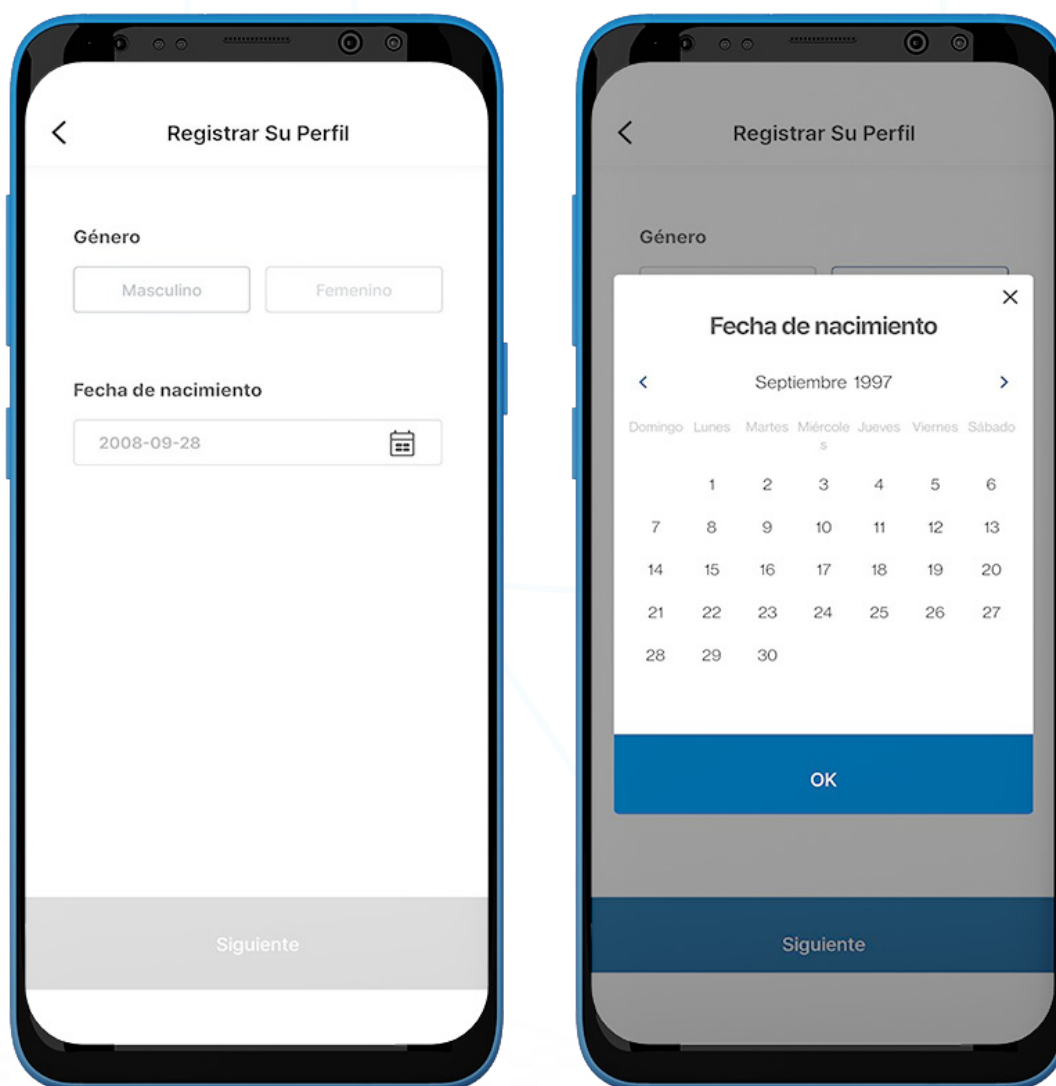 Registrar Su Perfil
Género
Masculino Femenino
Fecha de nacimiento
2008-09-28
Siguiente
Registrar Su Perfil
Género
Fecha de nacimiento
Septiembre 1997
Domingo Lunes Martes Miércole Jueves Viernes Sábado
s
1 2 3 4 5 6
7 8 9 10 11 12 13
14 15 16 17 18 19 20
21 22 23 24 25 26 27
28 29 30
OK
Siguiente